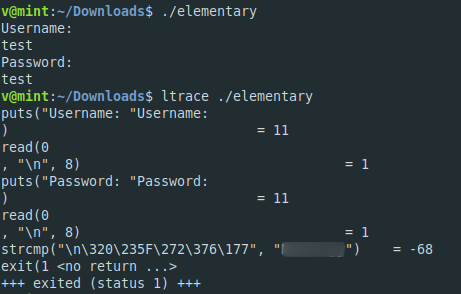 v@mint:~/Downloads$ ./elementary
Username:
test
Password:
test
v@mint:~/Downloads$ ltrace ./elementary
puts("Username: "Username:
) = 11
read(0
, "\n", 8) = 1
puts("Password: "Password:
) = 11
read(0
, "\n", 8) = 1
strcmp("\n\320\235F\272\376\177", " ") = -68
exit(1 <no return ...>
+++ exited (status 1) +++